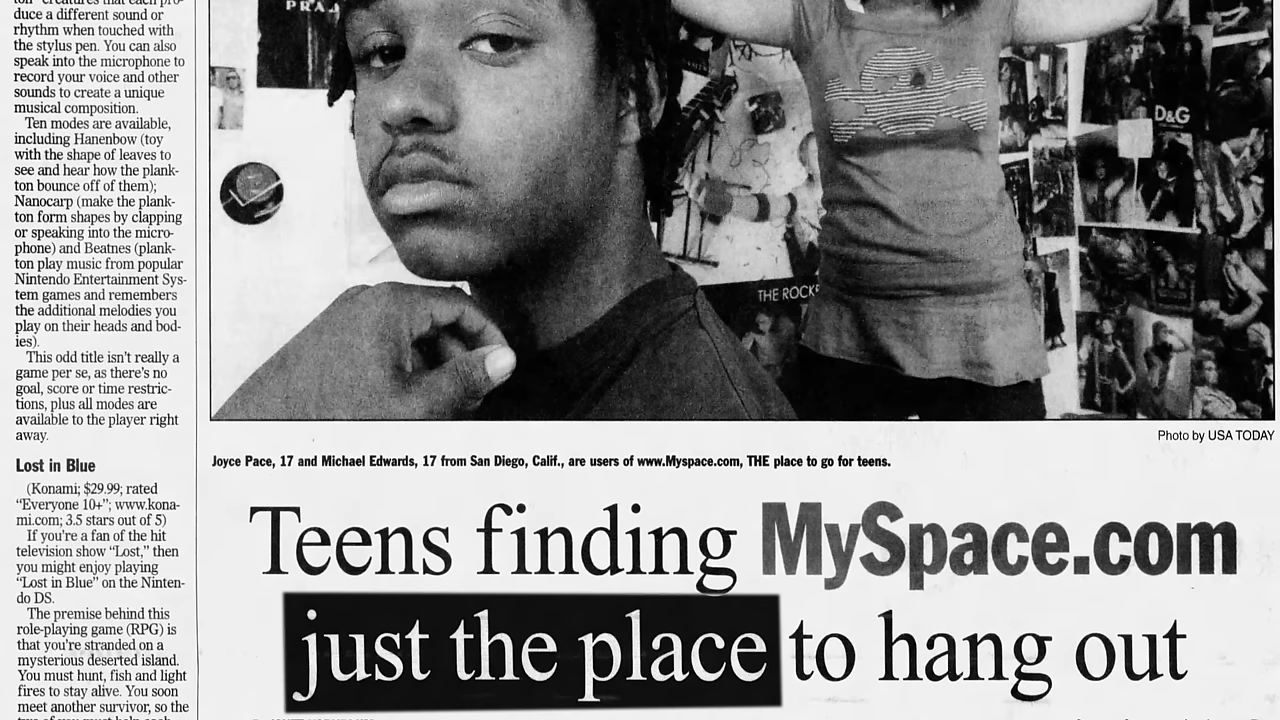 duce a different sound or
rhythm when touched with
the stylus pen. You can also
speak into the microphone to
record your voice and other
sounds to create a unique
musical composition.
Ten modes are available,
including Hanenbow (toy
with the shape of leaves to
see and hear how the plank-
ton bounce off of them);
Nanocarp (make the plank-
ton form shapes by clapping
or speaking into the micro-
phone) and Beatnes (plank-
ton play music from popular
Nintendo Entertainment Sys-
tem games and remembers
the additional melodies you
play on their heads and bod-
ies).
This odd title isn't really a
game per se, as there's no
goal, score or time restric-
tions, plus all modes are
available to the player right
away.
Lost in Blue
(Konami; $29.99; rated
“Everyone 10+”; www.kona-
mi.com; 3.5 stars out of 5)
If you're a fan of the hit
television show “Lost,” then
you might enjoy playing
“Lost in Blue” on the Ninten-
do DS.
The premise behind this
role-playing game (RPG) is
that you're stranded on a
mysterious deserted island.
You must hunt, fish and light
fires to stay alive. You soon
meet another survivor, so the
D&G
THE ROCK
Photo by USA TODAY
Joyce Pace, 17 and Michael Edwards, 17 from San Diego, Calif., are users of www.Myspace.com, THE place to go for teens.
Teens finding MySpace.com
just the place to hang out